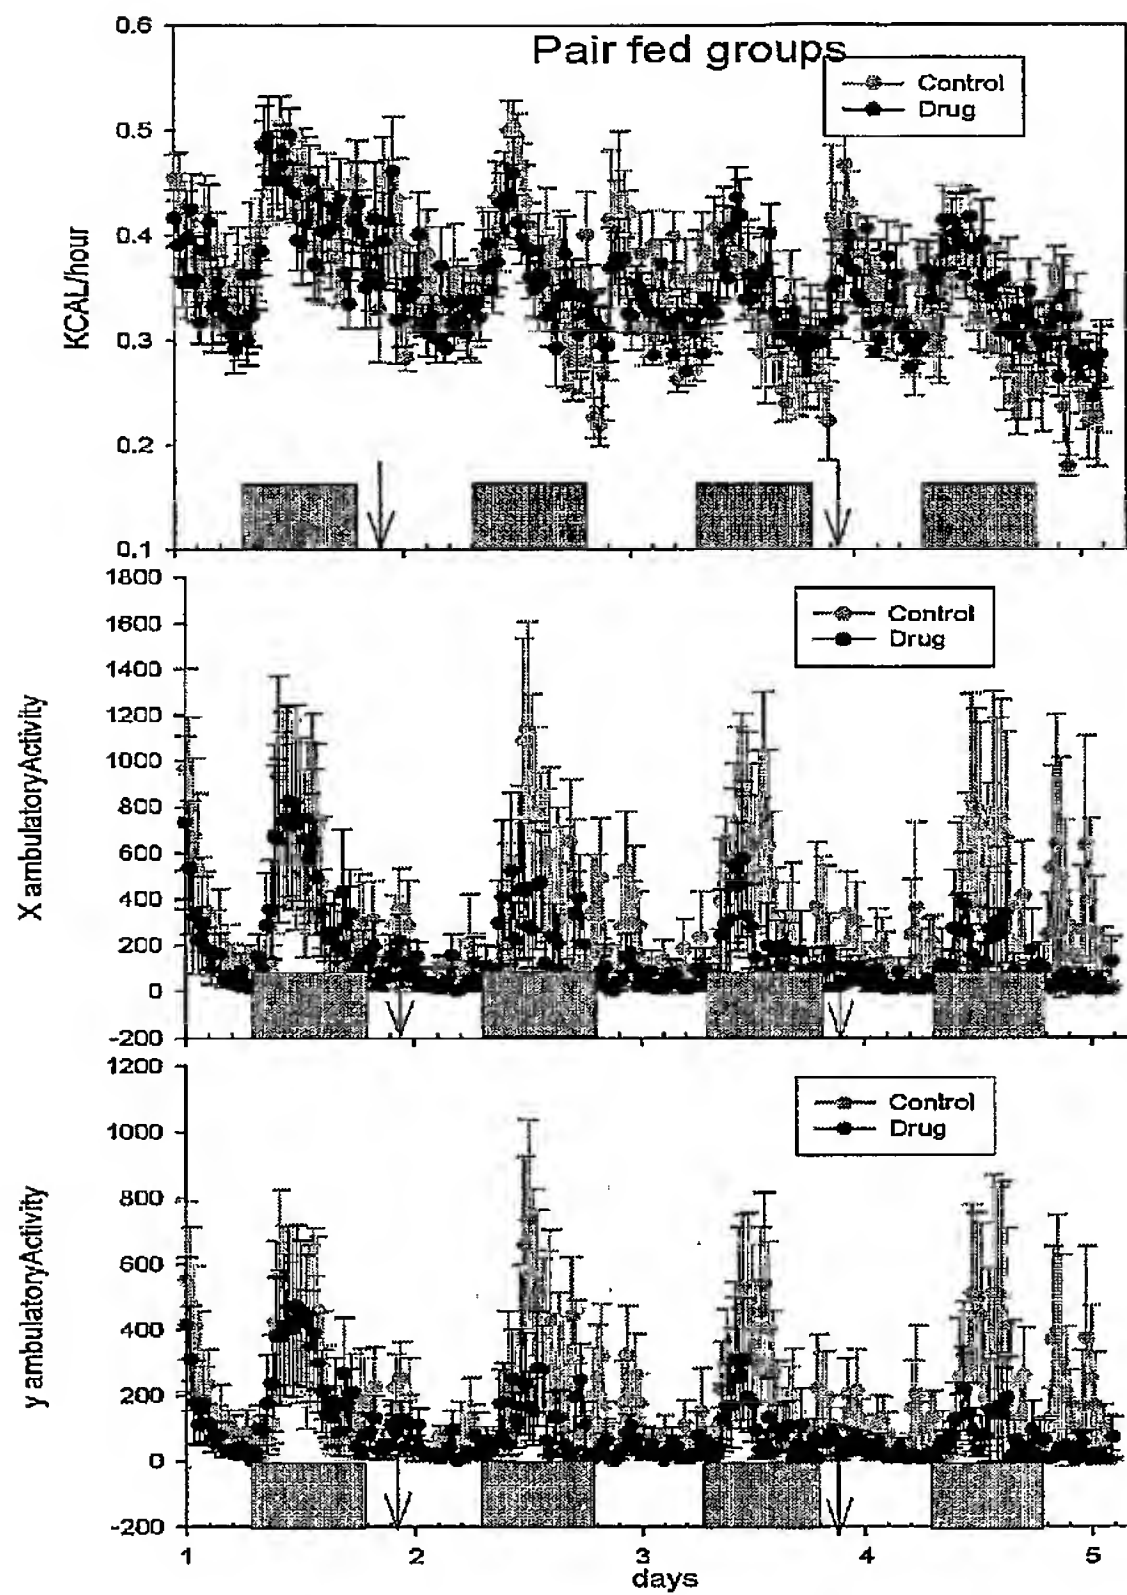 Pair fed groups
Control
Drug
KCAL/hour
0.6
0.5
0.4
0.3
0.2
0.1
Control
Drug
X ambulatoryActivity
1800
1600
1400
1200
1000
800
600
400
200
0
-200
Control
Drug
y ambulatoryActivity
1200
1000
800
600
400
200
0
-200
1 2 3 4 5
days